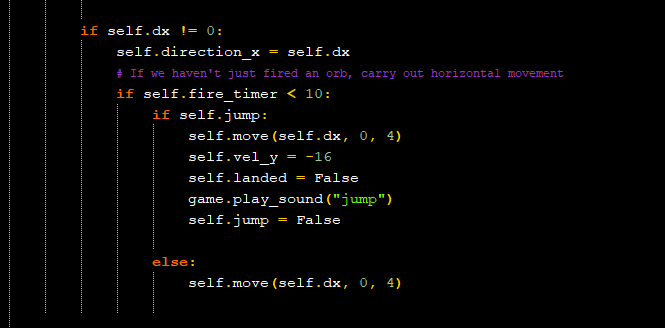 if self.dx != 0:
self.direction_x = self.dx
# If we haven't just fired an orb, carry out horizontal movement
if self.fire_timer < 10:
if self.jump:
self.move(self.dx, 0, 4)
self.vel_y = -16
self.landed = False
game.play_sound("jump")
self.jump = False
else:
self.move(self.dx, 0, 4)